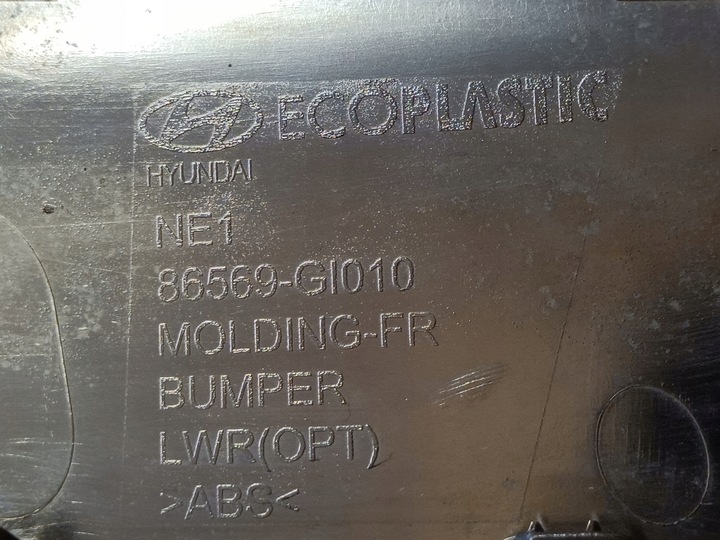 ECOPLASTIC
HYUNDAI
NE1
86569-GI010
MOLDING-FR
BUMPER
LWR(OPT)
>ABS<